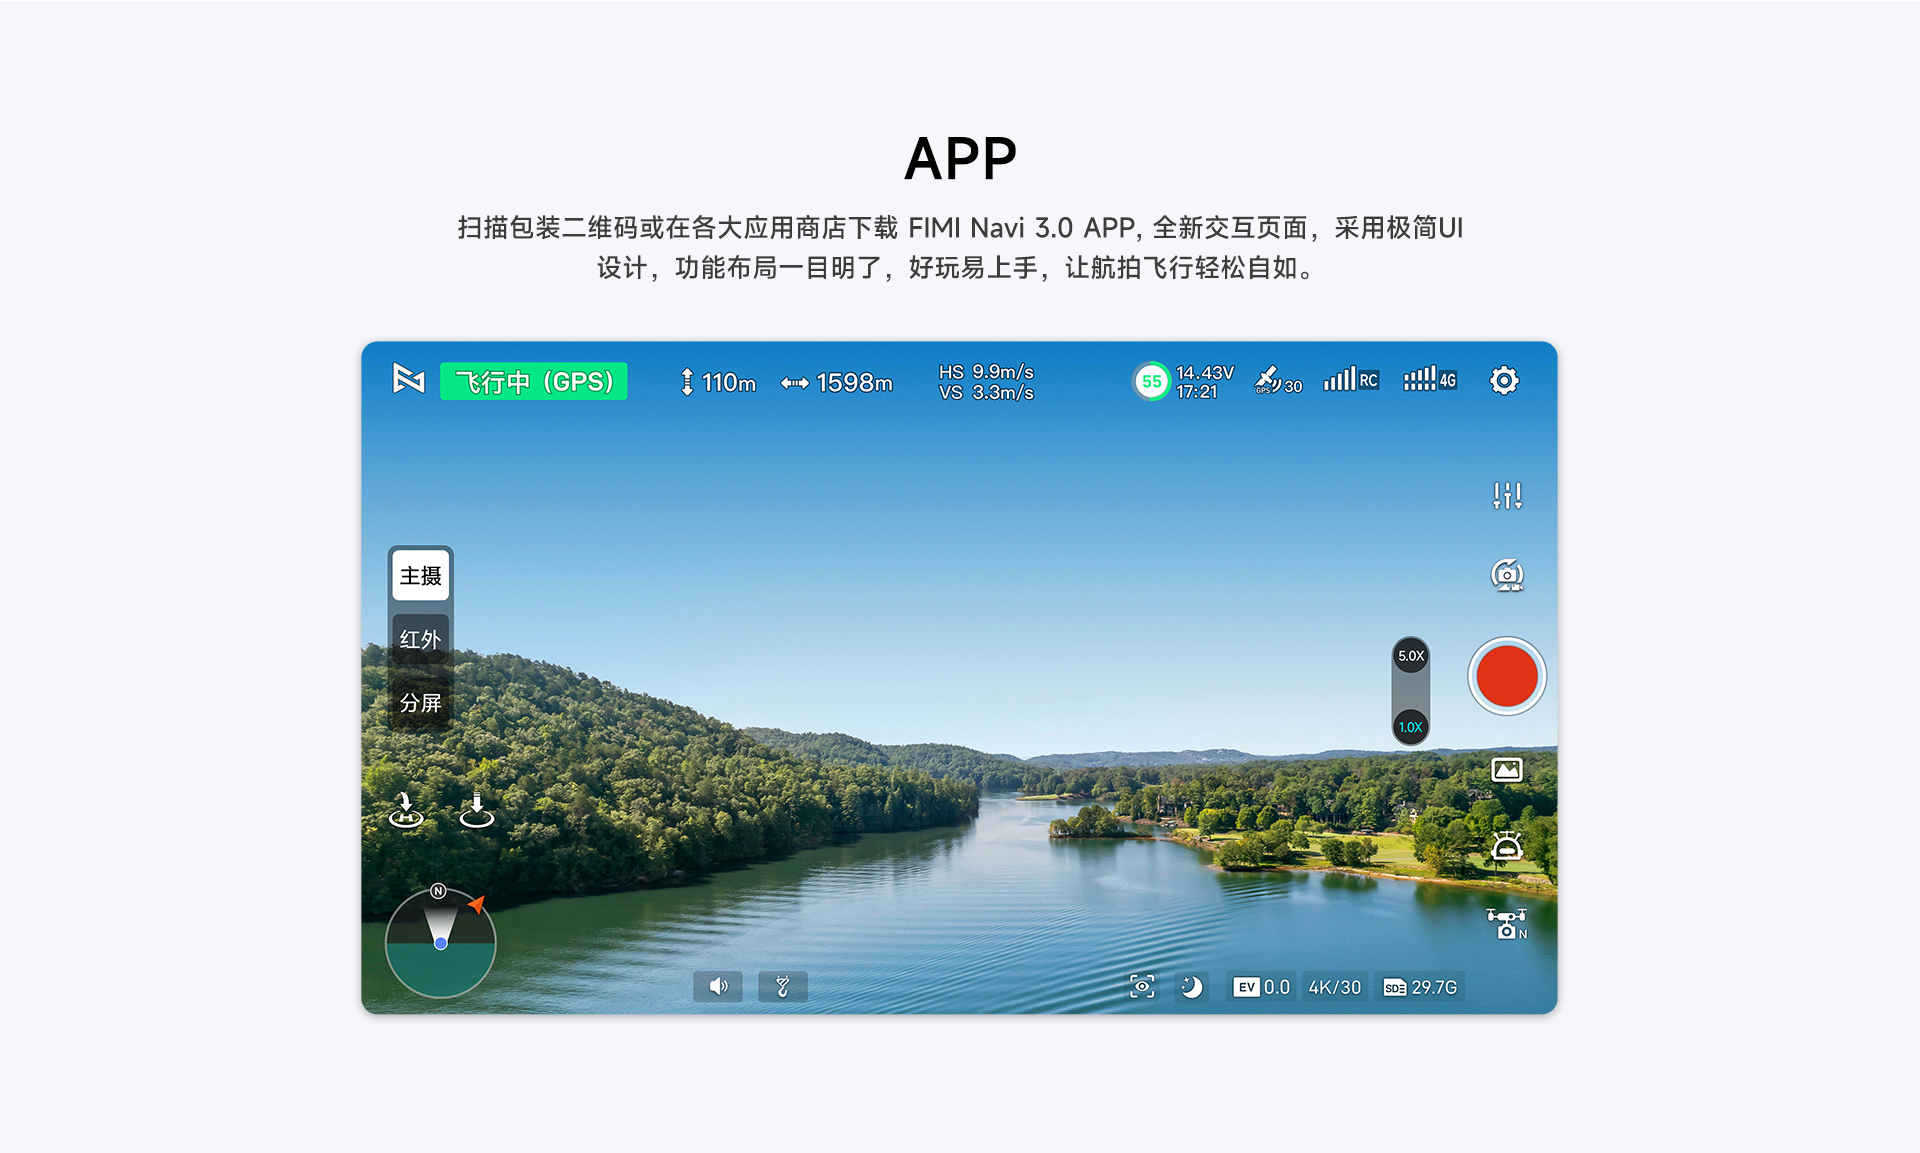 APP
扫描包装二维码或在各大应用商店下载 FIMI Navi 3.0 APP, 全新交互页面，采用极简UI
设计，功能布局一目明了，好玩易上手，让航拍飞行轻松自如。
飞行中（GPS）
110m
1598m
HS 9.9m/s
VS 3.3m/s
55
14.43V
17:21
GPS
30
RC
4G
主摄
红外
分屏
5.0X
1.0X
H
N
N
EV 0.0
4K/30
SD 29.7G